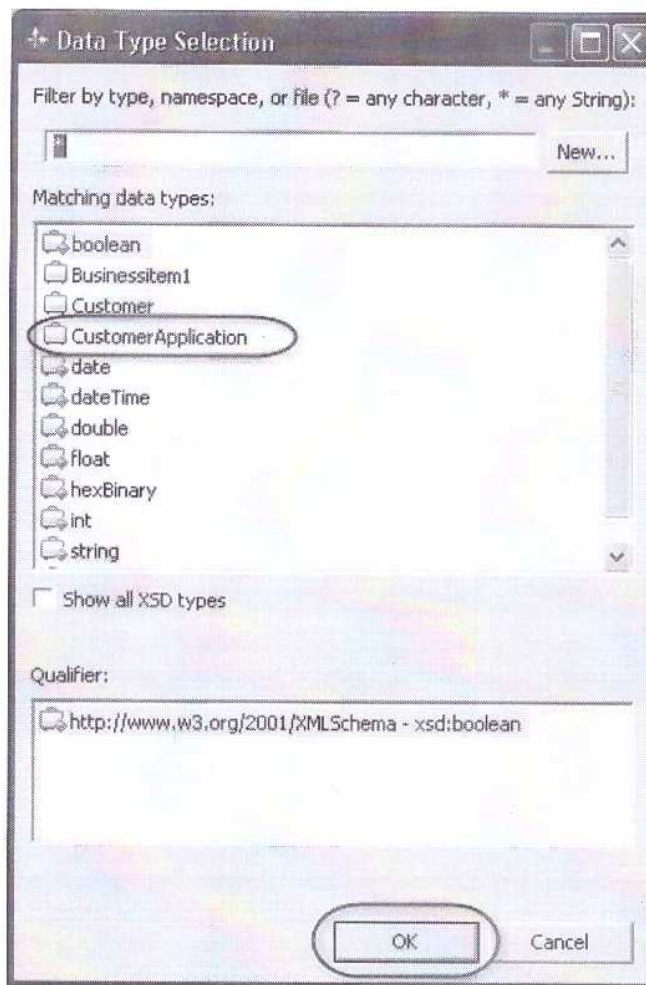 Data Type Selection
Filter by type, namespace, or file (? = any character, * = any String):
*
New...
Matching data types:
boolean
Businessitem1
Customer
CustomerApplication
date
dateTime
double
float
hexBinary
int
string
Show all XSD types
Qualifier:
http://www.w3.org/2001/XMLSchema - xsd:boolean
OK
Cancel